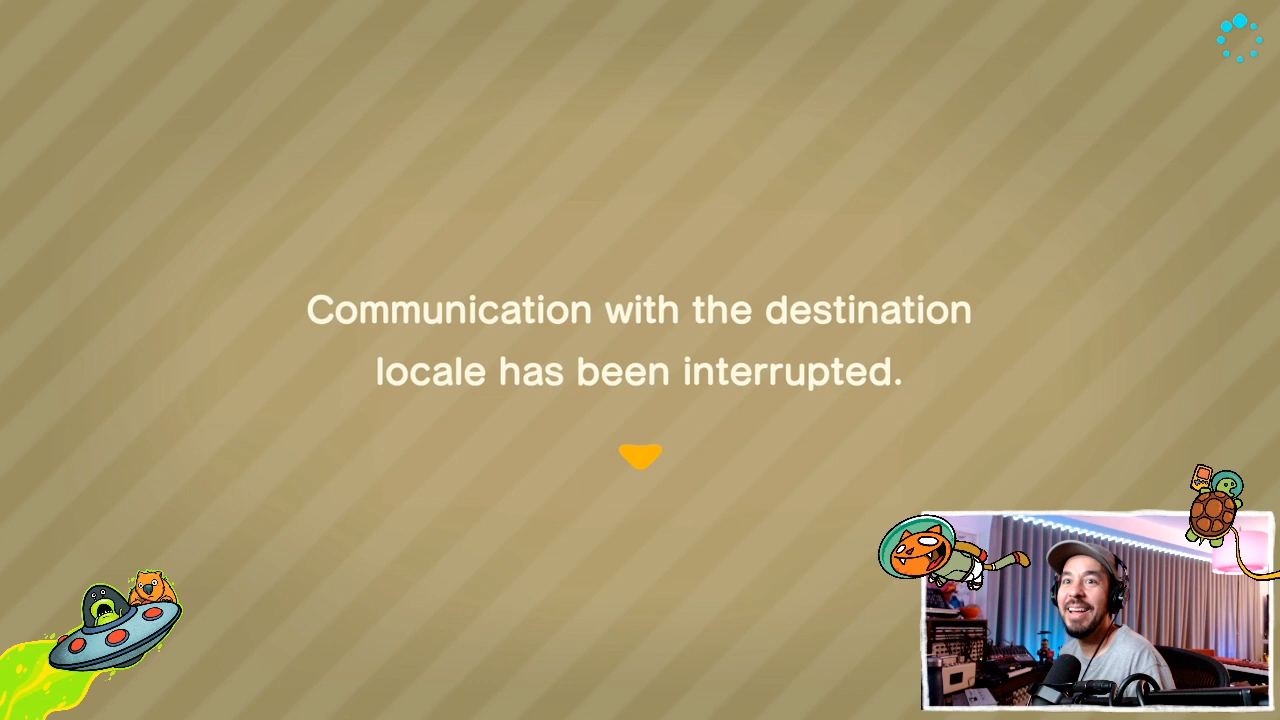 Communication with the destination
locale has been interrupted.